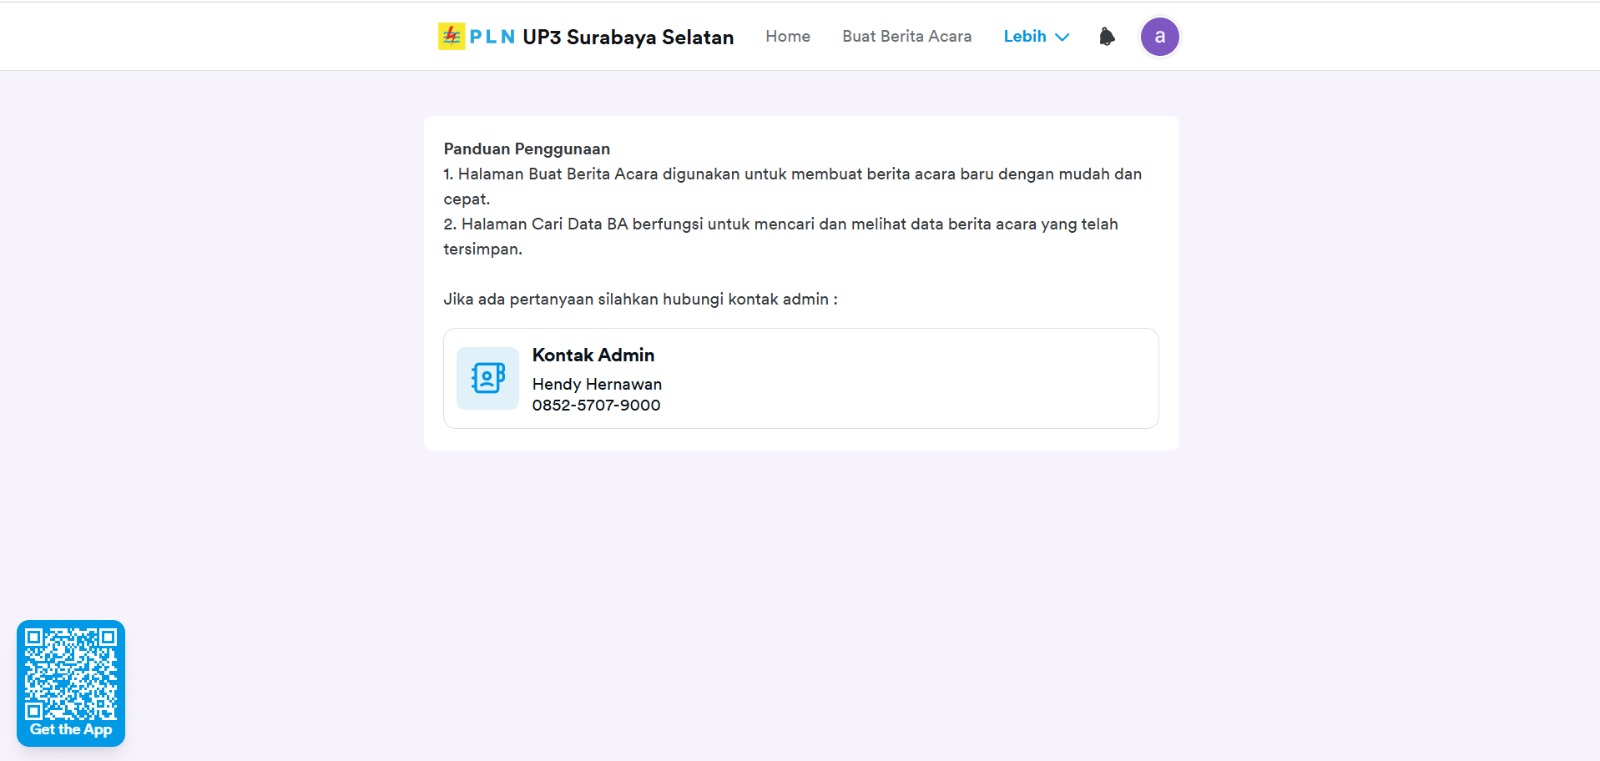 PLN UP3 Surabaya Selatan Home Buat Berita Acara Lebih a
Panduan Penggunaan
1. Halaman Buat Berita Acara digunakan untuk membuat berita acara baru dengan mudah dan
cepat.
2. Halaman Cari Data BA berfungsi untuk mencari dan melihat data berita acara yang telah
tersimpan.
Jika ada pertanyaan silahkan hubungi kontak admin :
Kontak Admin
Hendy Hernawan
0852-5707-9000
Get the App